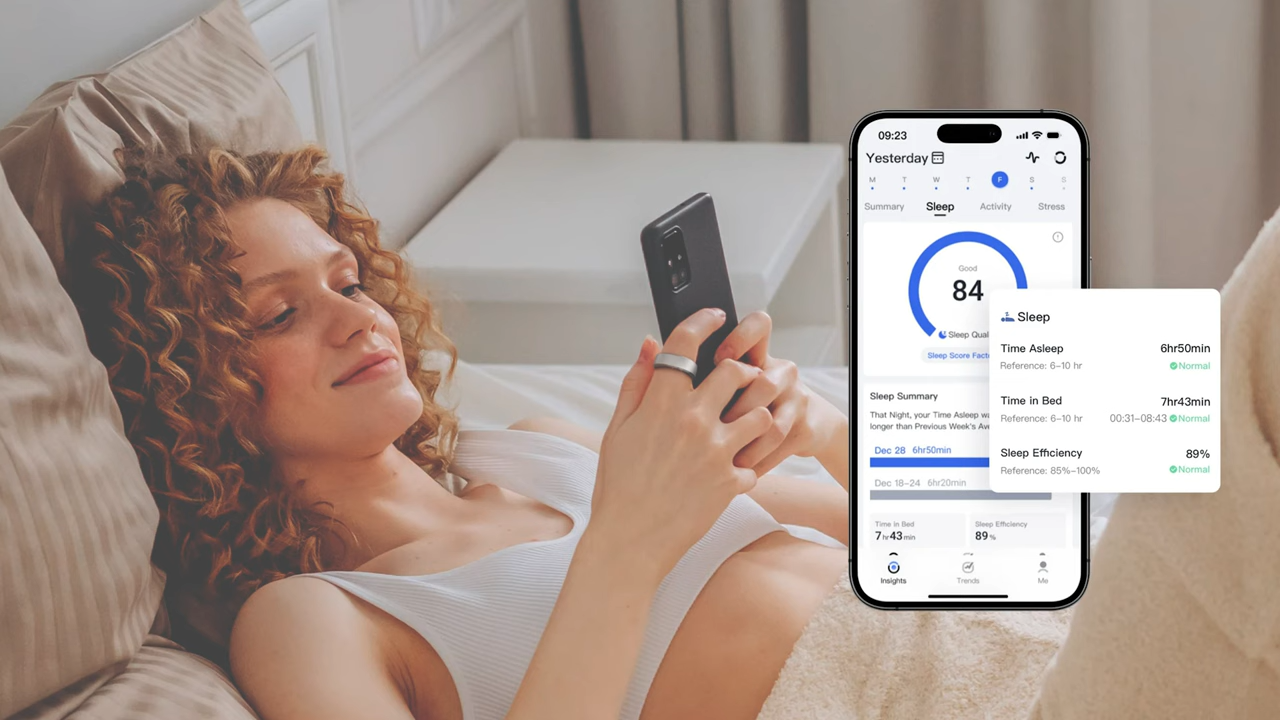 09:23
Yesterday
M T W T F S S
Summary Sleep Activity Stress
Good
84
Sleep
Sleep Score
Sleep Summary
That Night, your Time Asleep
longer than Previous Week's
Dec 28 6hr50min
Dec 18-24 6hr20min
Time in Bed
7hr43min
Sleep Efficiency
89%
Insights Trends Me
Sleep
Time Asleep 6hr50min
Reference: 6-10 hr Normal
Time in Bed 7hr43min
Reference: 6-10 hr 00:31-08:43 Normal
Sleep Efficiency 89%
Reference: 85%-100% Normal